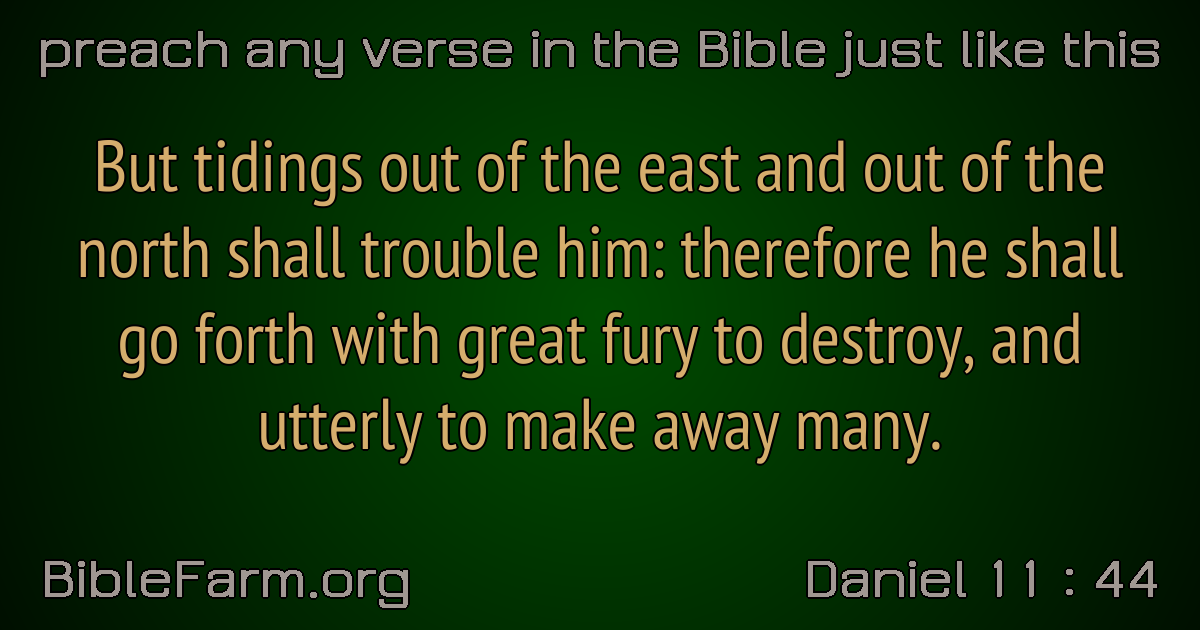 preach any verse in the Bible just like this
But tidings out of the east and out of the
north shall trouble him: therefore he shall
go forth with great fury to destroy, and
utterly to make away many.
BibleFarm.org
Daniel 11 : 44